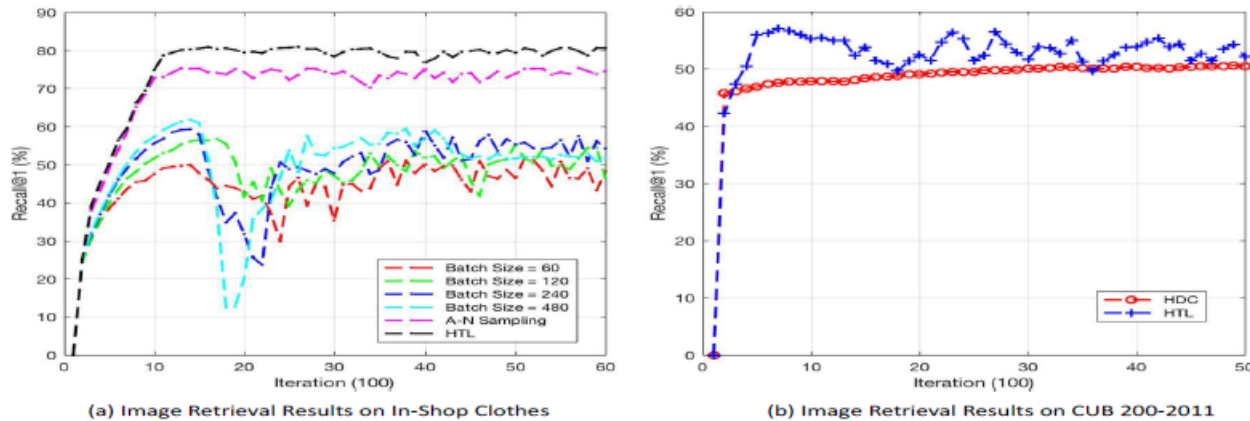 90
80
70
60
50
40
30
20
10
0
Recall@1 (%)
0 10 20 30 40 50 60
Iteration (100)
Batch Size = 60
Batch Size = 120
Batch Size = 240
Batch Size = 480
A-N Sampling
HTL
(a) Image Retrieval Results on In-Shop Clothes
60
50
40
30
20
10
0
Recall@1 (%)
0 10 20 30 40 50
Iteration (100)
HDC
HTL
(b) Image Retrieval Results on CUB 200-2011